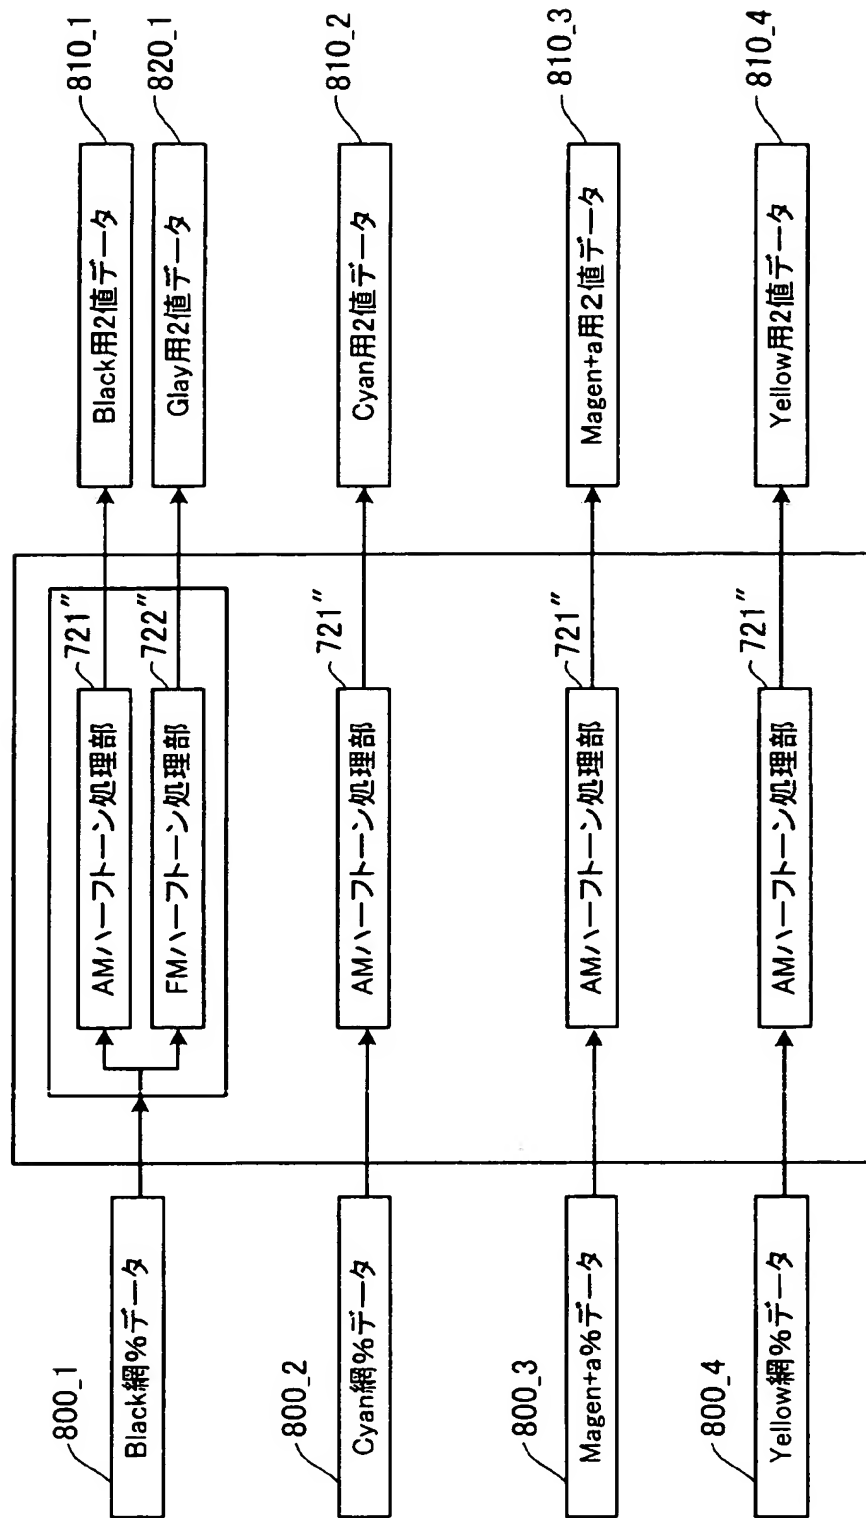 800_1
Black網%データ
721″
AMハーフトーン処理部
722″
FMハーフトーン処理部
810_1
Black用2値データ
820_1
Glay用2値データ
800_2
Cyan網%データ
721″
AMハーフトーン処理部
810_2
Cyan用2値データ
800_3
Magen+a%データ
721″
AMハーフトーン処理部
810_3
Magen+a用2値データ
800_4
Yellow網%データ
721″
AMハーフトーン処理部
810_4
Yellow用2値データ